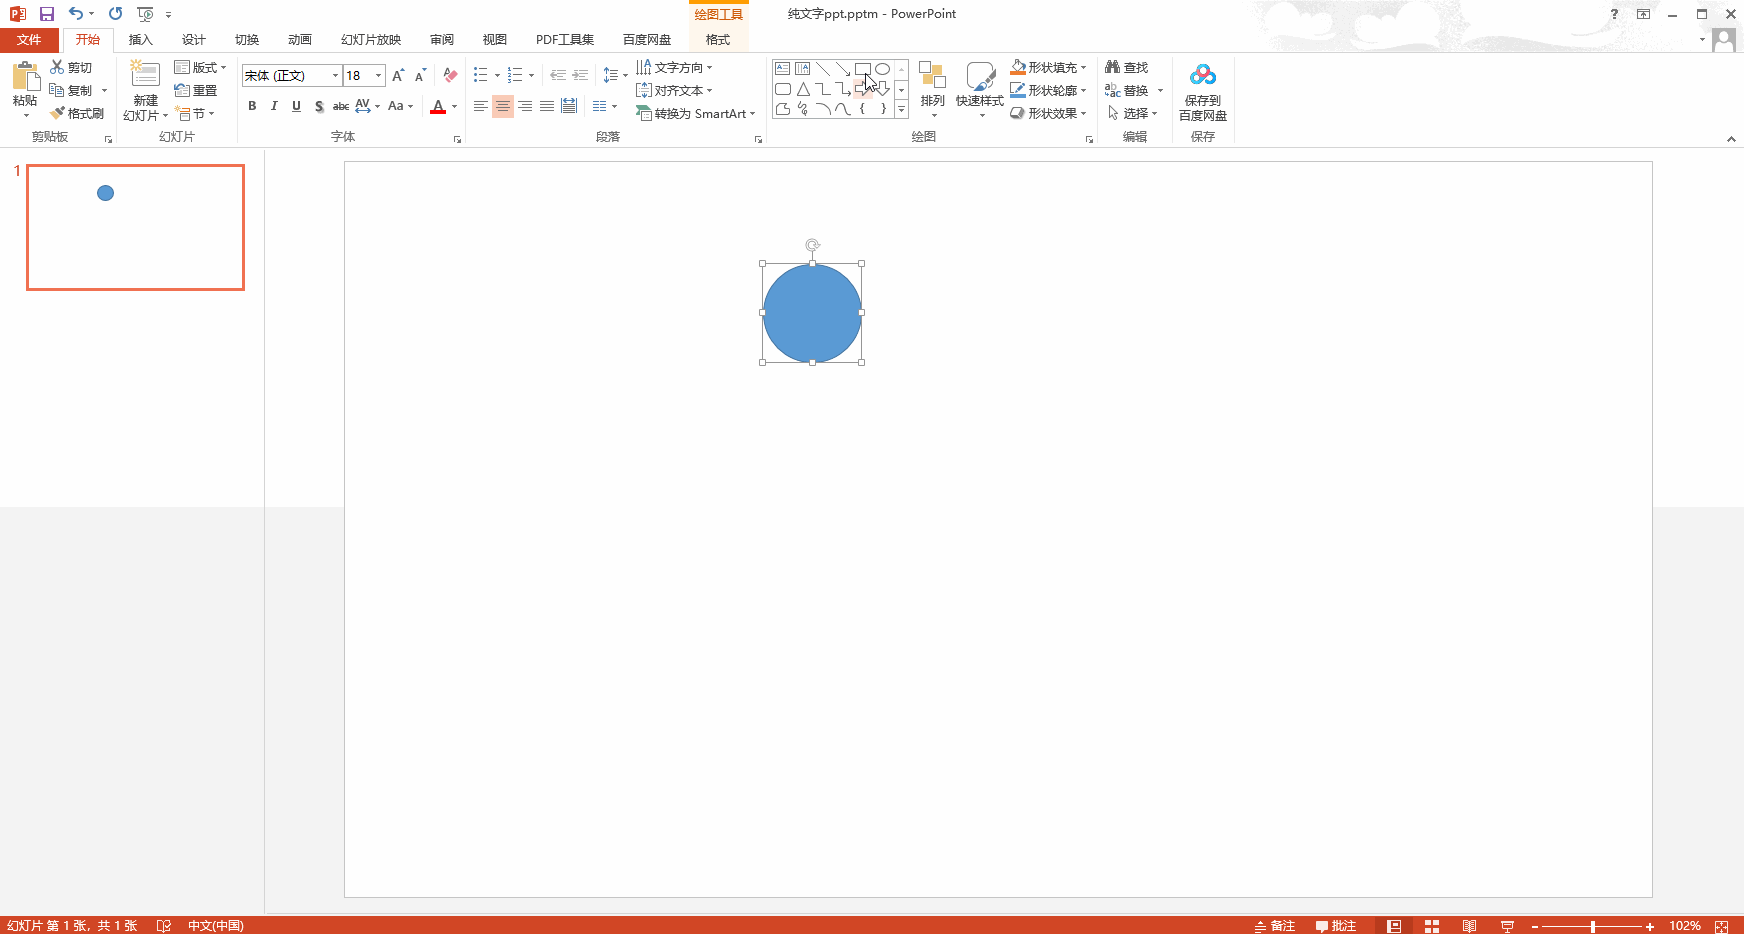 绘图工具
纯文字ppt.pptm - PowerPoint
文件 开始 插入 设计 切换 动画 幻灯片放映 审阅 视图 PDF工具集 百度网盘 格式
粘贴
剪切
复制
格式刷
剪贴板
新建
幻灯片
版式
重置
节
幻灯片
宋体 (正文) 18
B I U S abc AV Aa A
字体
文字方向
对齐文本
转换为 SmartArt
段落
排列
快速样式
形状填充
形状轮廓
形状效果
绘图
查找
替换
选择
编辑
保存到
百度网盘
保存
1
幻灯片 第 1 张，共 1 张 中文(中国) 备注 批注 102%